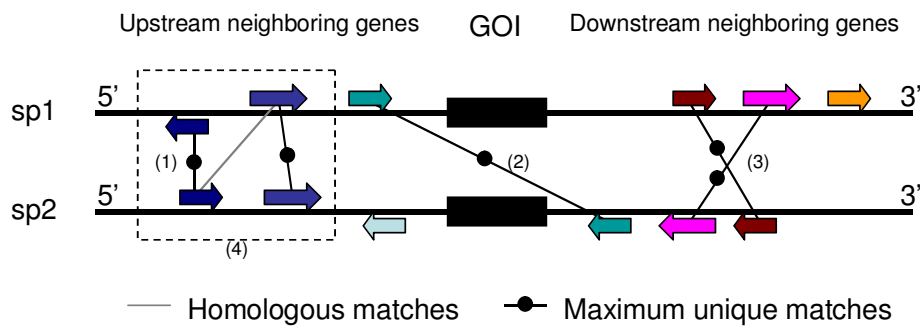 Upstream neighboring genes GOI Downstream neighboring genes
5' 3'
sp1
(1) (2) (3)
5' 3'
sp2
(4)
Homologous matches Maximum unique matches